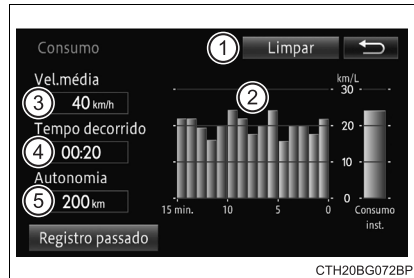 Consumo
1
Limpar
Vel.média
3
40 km/h
Tempo decorrido
4
00:20
Autonomia
5
200 km
Registro passado
2
km/L
30
20
10
0
15 min.
10
5
0
Consumo
inst.
CTH20BG072BP